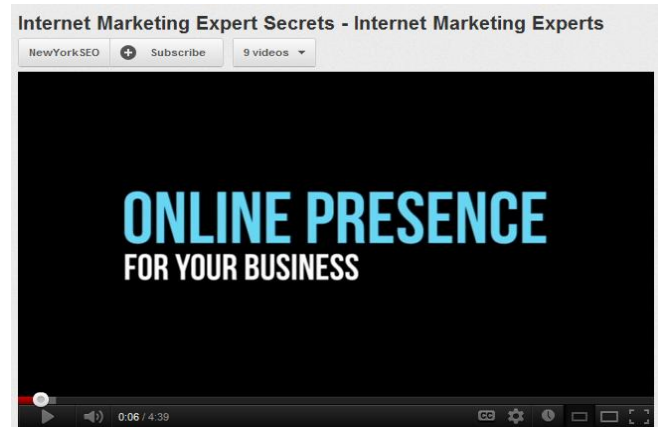 Internet Marketing Expert Secrets - Internet Marketing Experts
NewYorkSEO Subscribe 9 videos
ONLINE PRESENCE
FOR YOUR BUSINESS
0:06 / 4:39 CC